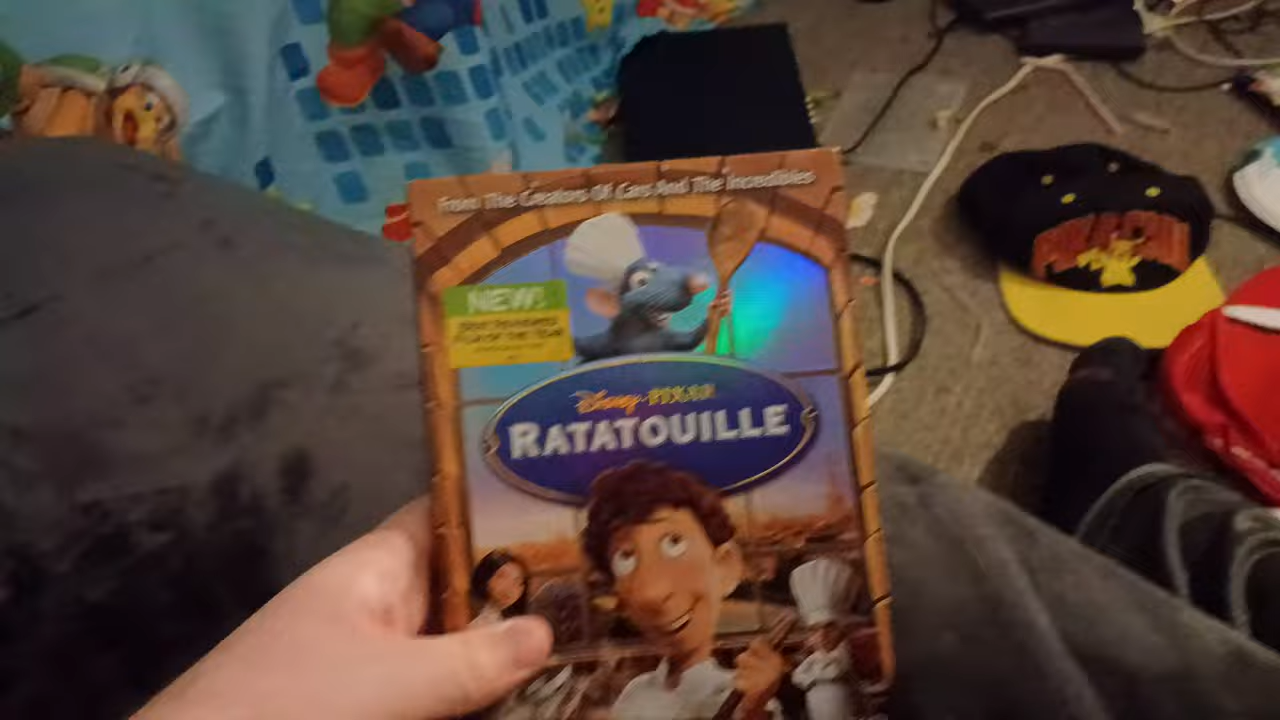 From The Creators Of Cars And The Incredibles
NEW!
Disney·PIXAR
RATATOUILLE